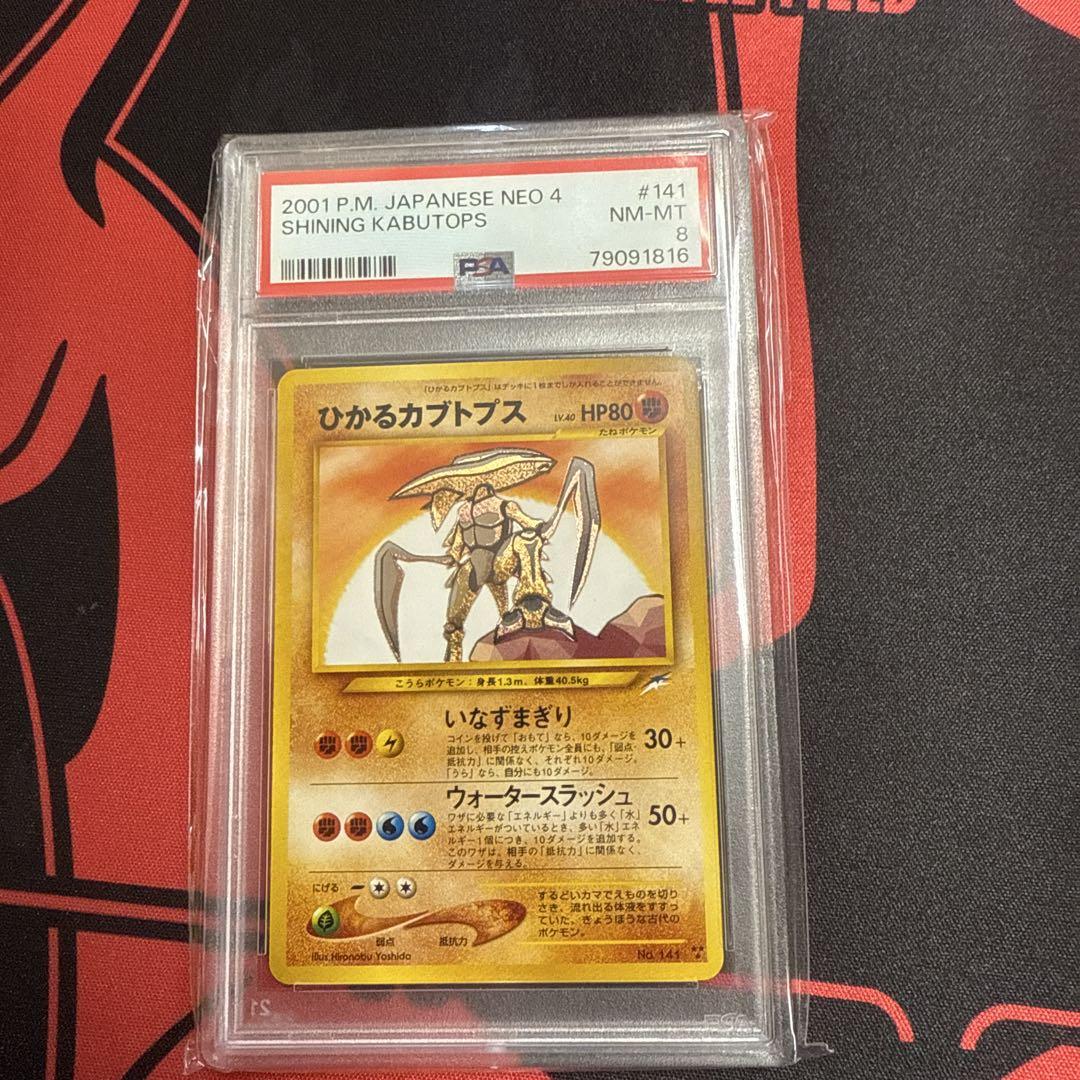 2001 P.M. JAPANESE NEO 4 #141
SHINING KABUTOPS NM-MT
8
PSA 79091816
「ひかるカブトプス」はデッキに1枚までしか入れることができません。
ひかるカブトプス LV.40 HP80
たねポケモン
こうらポケモン：身長1.3m、体重40.5kg
いなずまぎり
コインを投げて「おもて」なら、10ダメージを
追加し、相手の控えポケモン全員にも、「弱点・
抵抗力」に関係なく、それぞれ10ダメージ。
「うら」なら、自分にも10ダメージ。
30+
ウォータースラッシュ
ワザに必要な「エネルギー」よりも多く「水」
エネルギーがついているとき、多い「水」エネ
ルギー1個につき、10ダメージを追加する。
このワザは、相手の「抵抗力」に関係なく、
ダメージを与える。
50+
にげる
弱点 抵抗力
するどいカマでえものを切り
さき、流れ出る体液をすすっ
ていた、きょうぼうな古代の
ポケモン。
Illus. Hironobu Yoshida No. 141
21